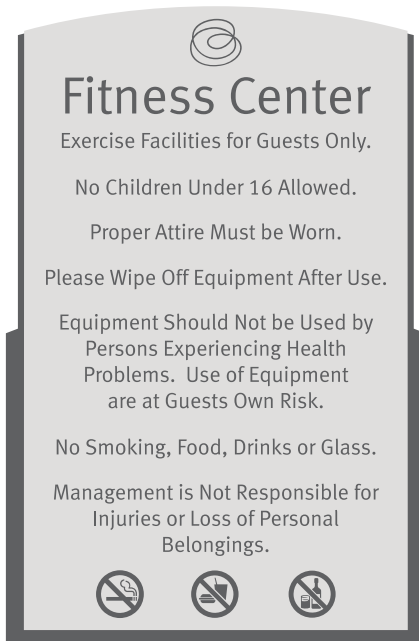 Fitness Center
Exercise Facilities for Guests Only.
No Children Under 16 Allowed.
Proper Attire Must be Worn.
Please Wipe Off Equipment After Use.
Equipment Should Not be Used by
Persons Experiencing Health
Problems.  Use of Equipment
are at Guests Own Risk.
No Smoking, Food, Drinks or Glass.
Management is Not Responsible for
Injuries or Loss of Personal
Belongings.